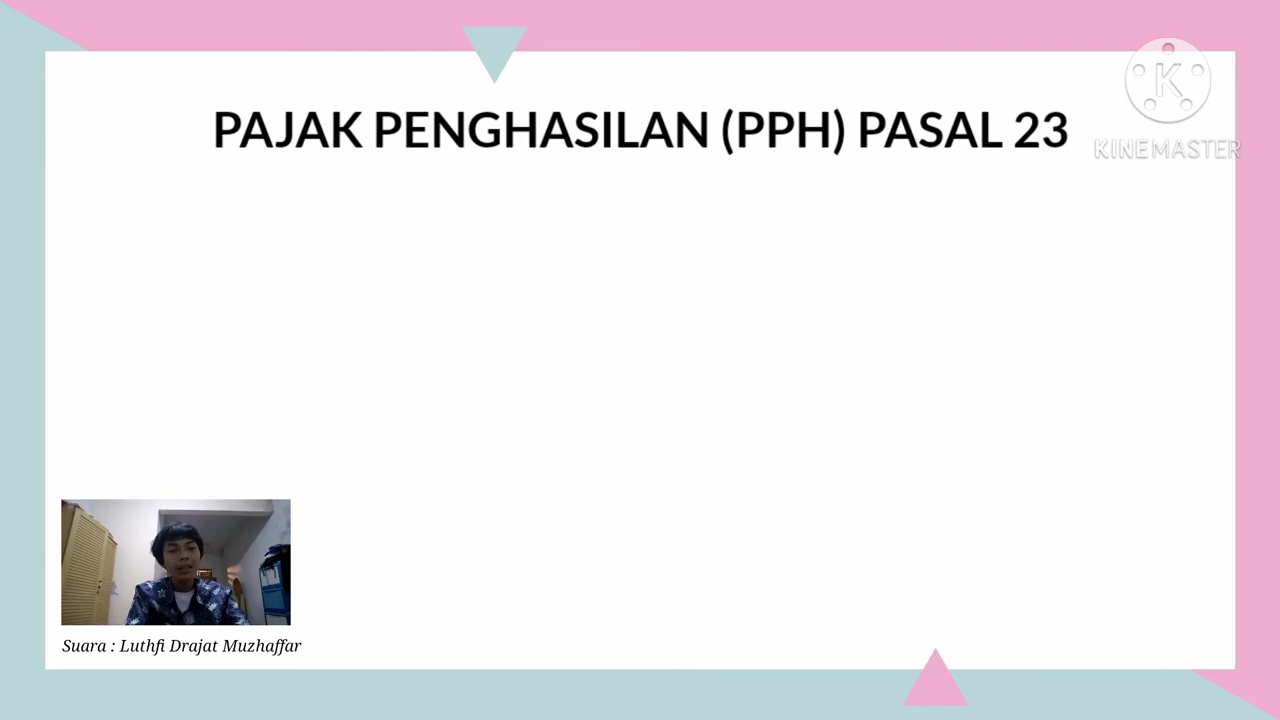 PAJAK PENGHASILAN (PPH) PASAL 23
K
KINEMASTER
Suara : Luthfi Drajat Muzhaffar